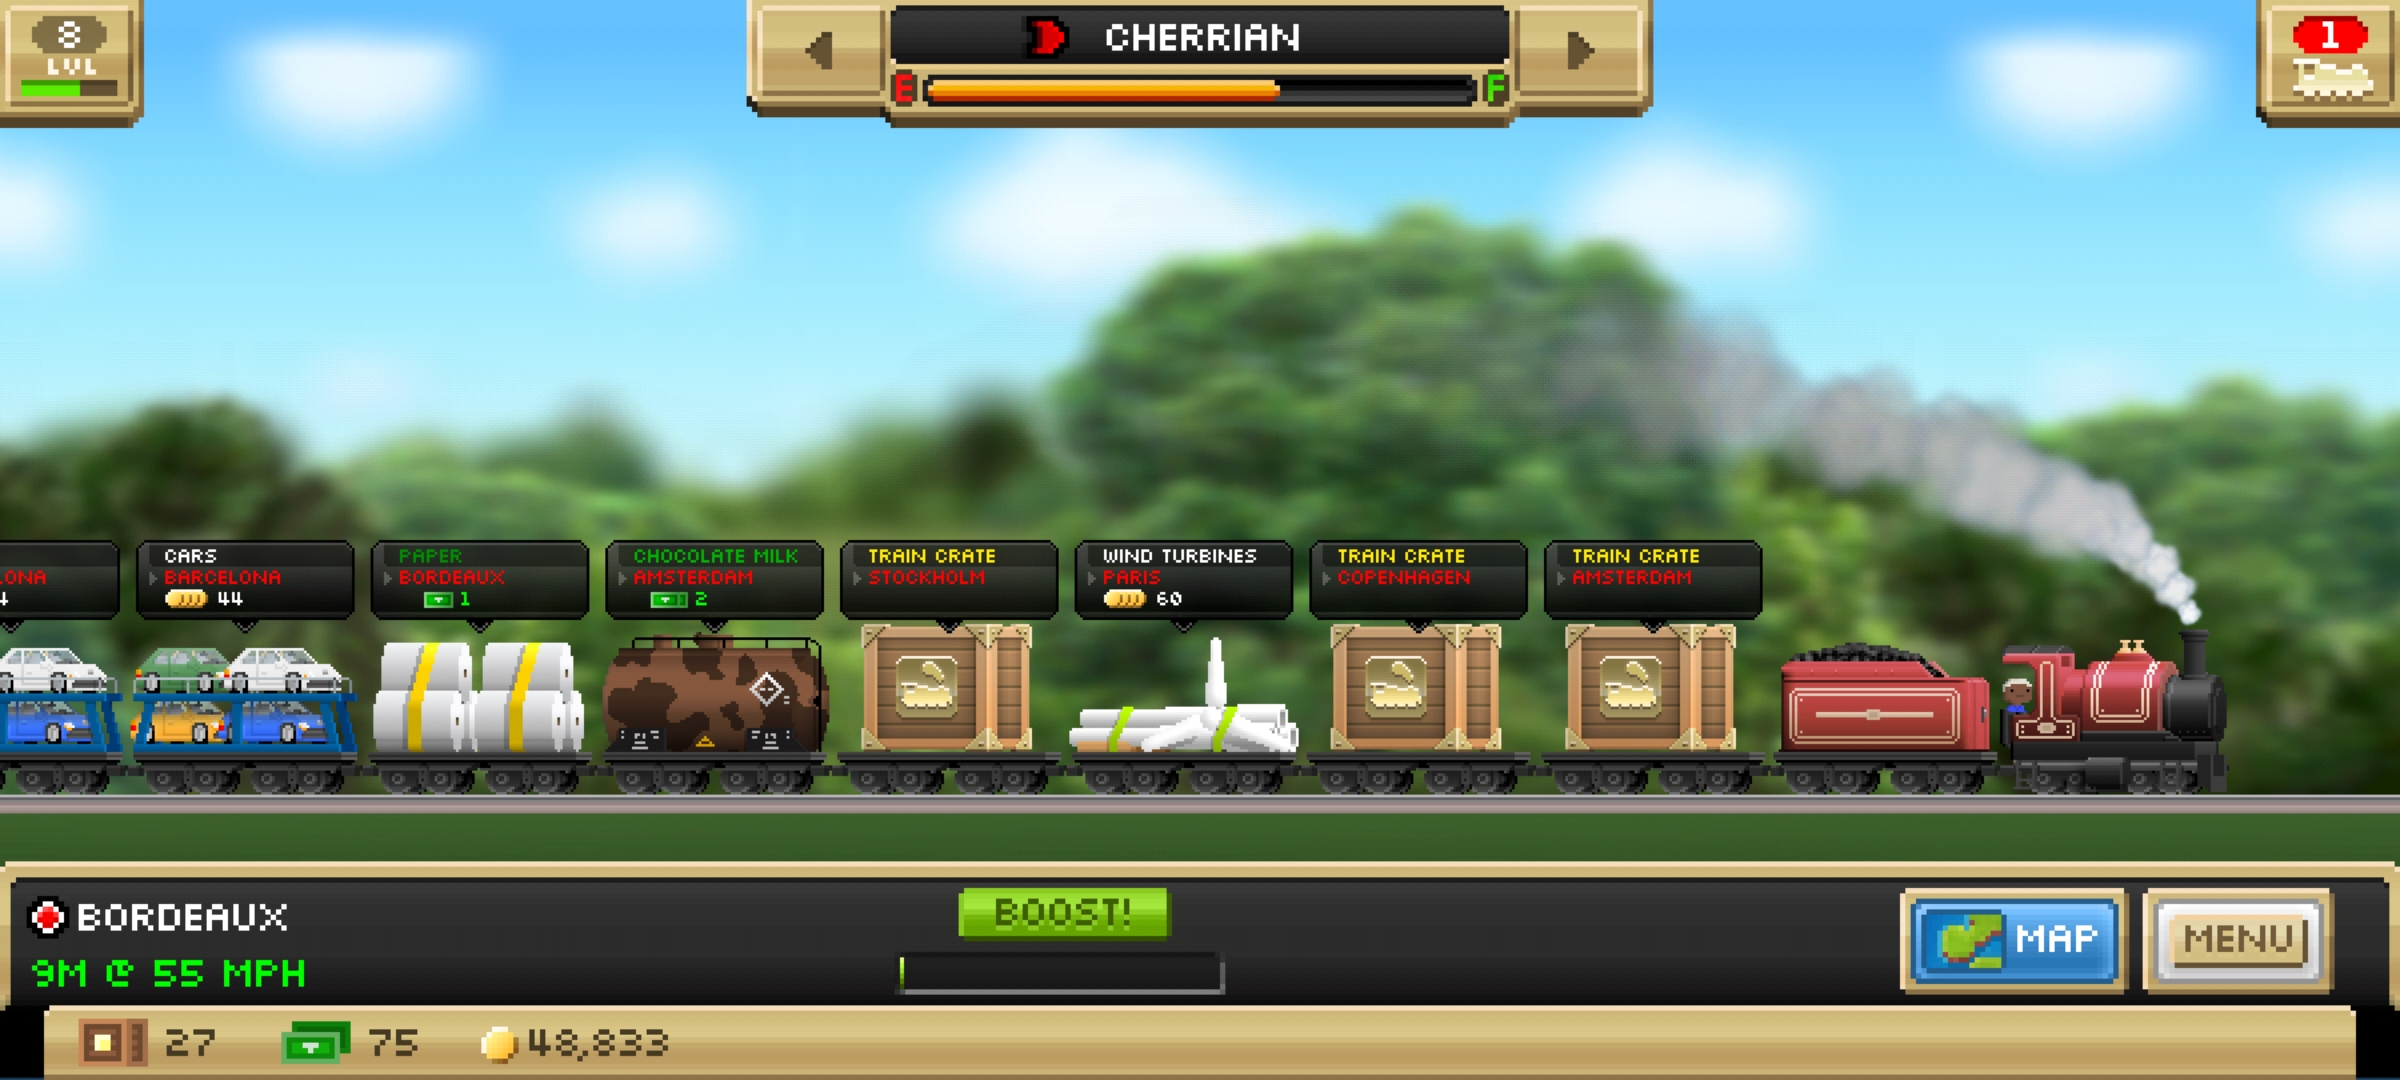 8
LVL
CHERRIAN
E F
1
LONA
4
CARS
BARCELONA
44
PAPER
BORDEAUX
1
CHOCOLATE MILK
AMSTERDAM
2
TRAIN CRATE
STOCKHOLM
WIND TURBINES
PARIS
60
TRAIN CRATE
COPENHAGEN
TRAIN CRATE
AMSTERDAM
BORDEAUX
9M @ 55 MPH
BOOST!
MAP
MENU
27
75
48,833